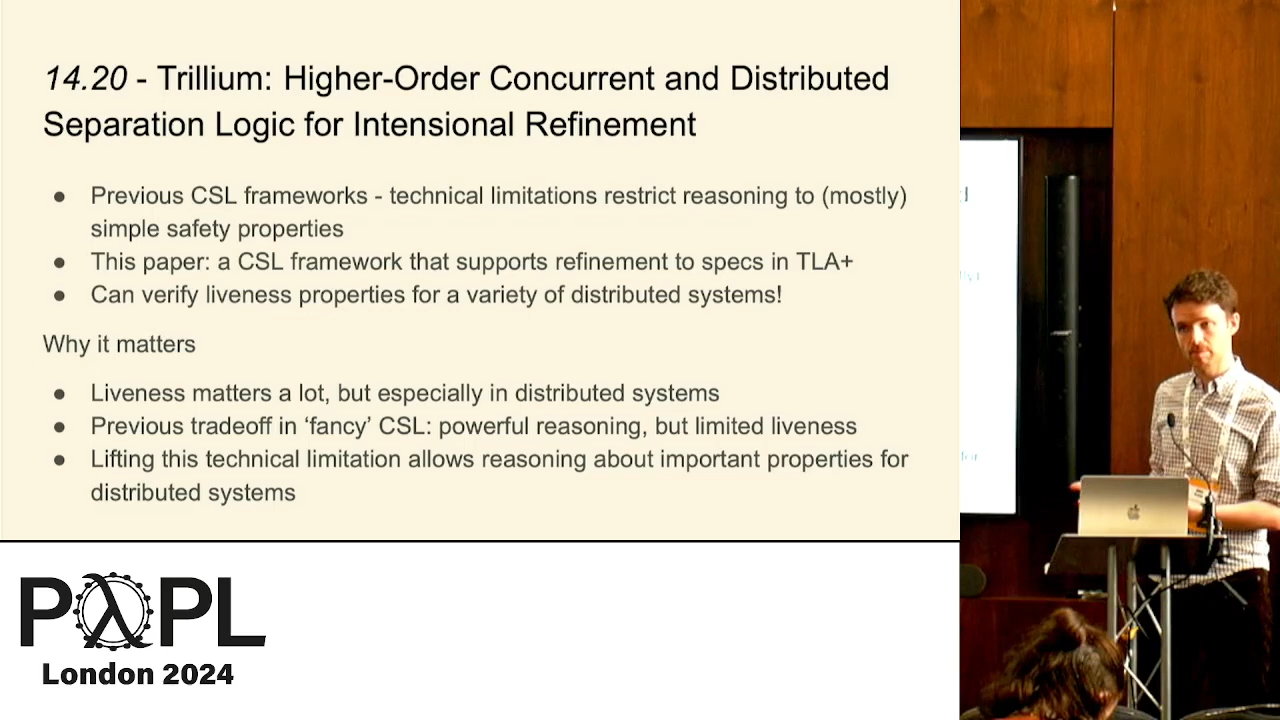 14.20 - Trillium: Higher-Order Concurrent and Distributed
Separation Logic for Intensional Refinement
● Previous CSL frameworks - technical limitations restrict reasoning to (mostly)
simple safety properties
● This paper: a CSL framework that supports refinement to specs in TLA+
● Can verify liveness properties for a variety of distributed systems!
Why it matters
● Liveness matters a lot, but especially in distributed systems
● Previous tradeoff in ‘fancy’ CSL: powerful reasoning, but limited liveness
● Lifting this technical limitation allows reasoning about important properties for
distributed systems
PλPL
London 2024